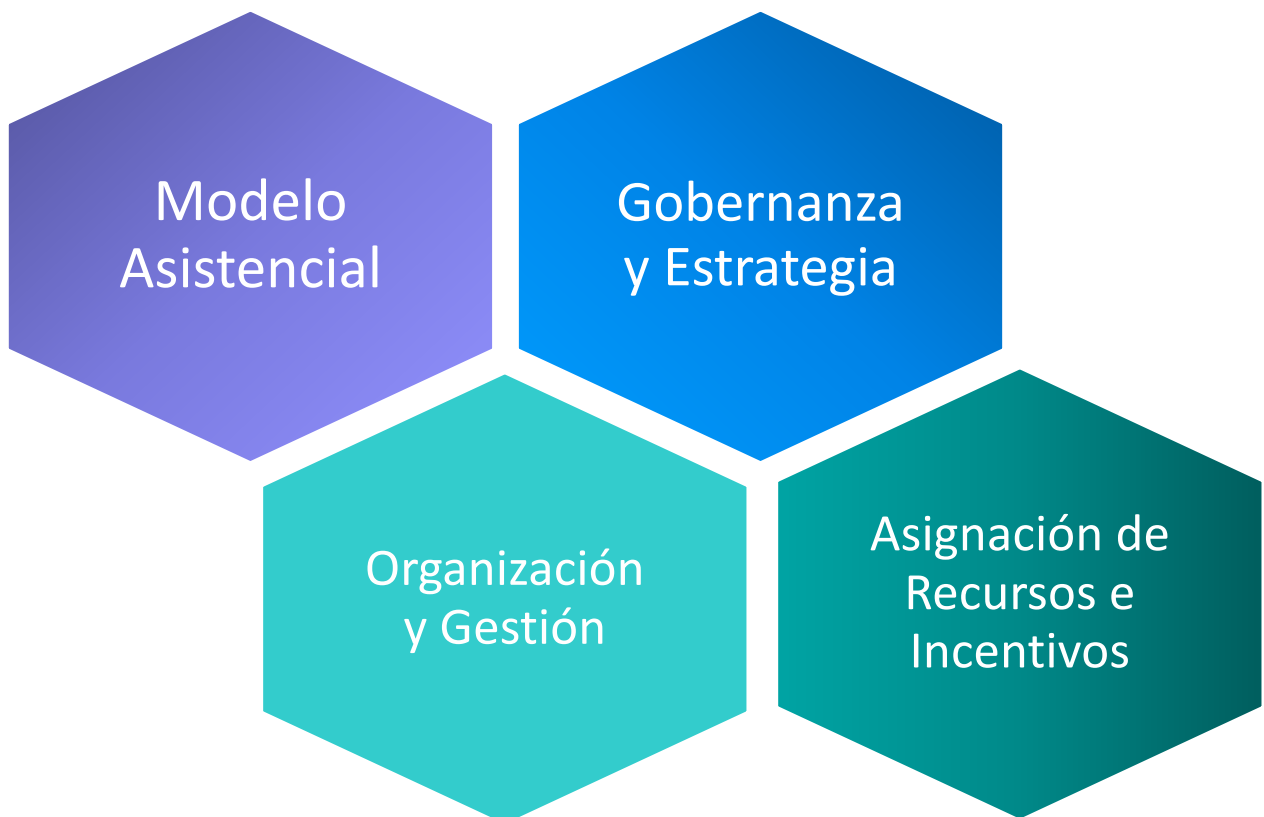 Modelo
Asistencial
Gobernanza
y Estrategia
Organización
y Gestión
Asignación de
Recursos e
Incentivos